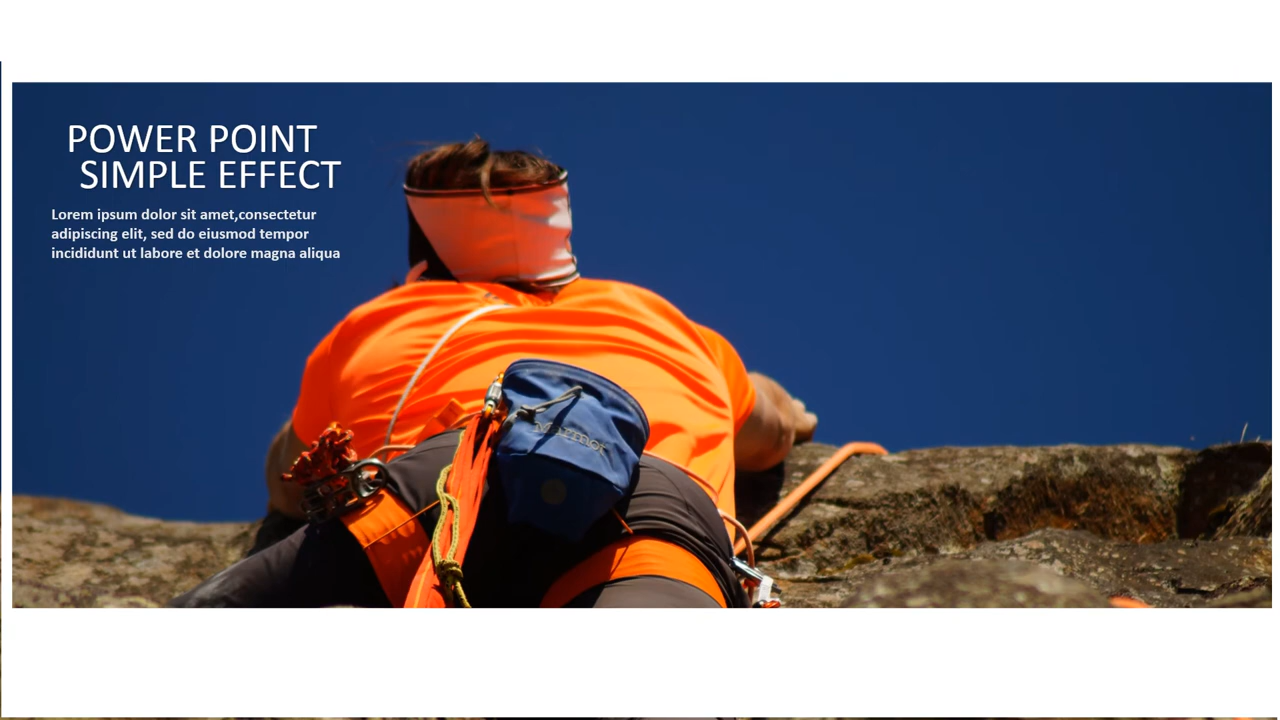 POWER POINT
SIMPLE EFFECT
Lorem ipsum dolor sit amet,consectetur
adipiscing elit, sed do eiusmod tempor
incididunt ut labore et dolore magna aliqua
Marmot